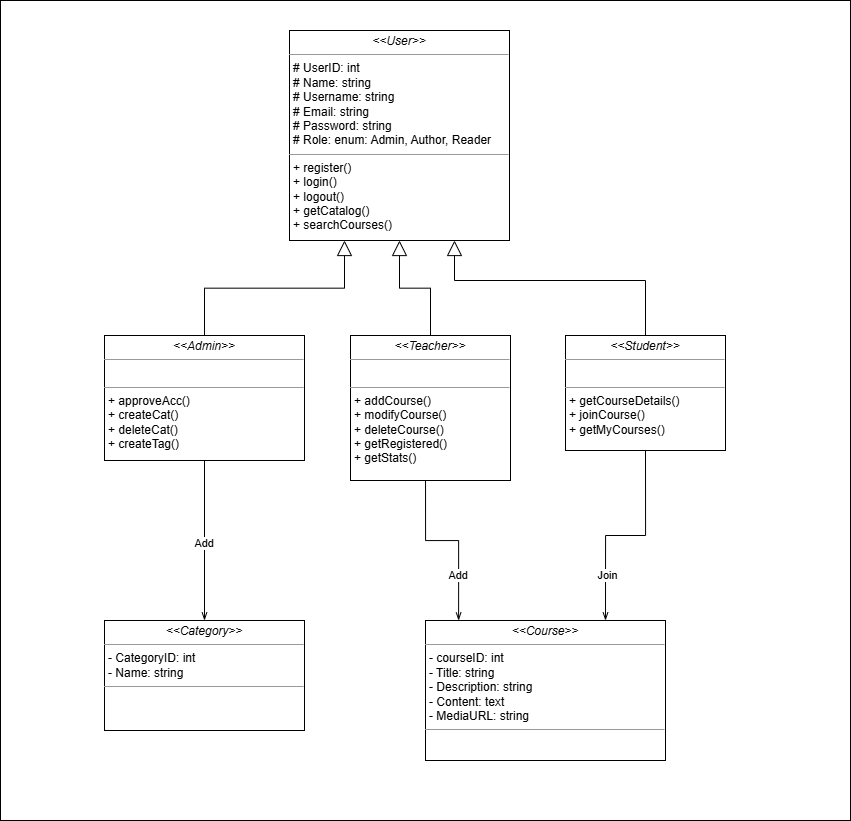 <<User>>
# UserID: int
# Name: string
# Username: string
# Email: string
# Password: string
# Role: enum: Admin, Author, Reader
+ register()
+ login()
+ logout()
+ getCatalog()
+ searchCourses()
<<Admin>>
+ approveAcc()
+ createCat()
+ deleteCat()
+ createTag()
<<Teacher>>
+ addCourse()
+ modifyCourse()
+ deleteCourse()
+ getRegistered()
+ getStats()
<<Student>>
+ getCourseDetails()
+ joinCourse()
+ getMyCourses()
Add
Add
Join
<<Category>>
- CategoryID: int
- Name: string
<<Course>>
- courseID: int
- Title: string
- Description: string
- Content: text
- MediaURL: string